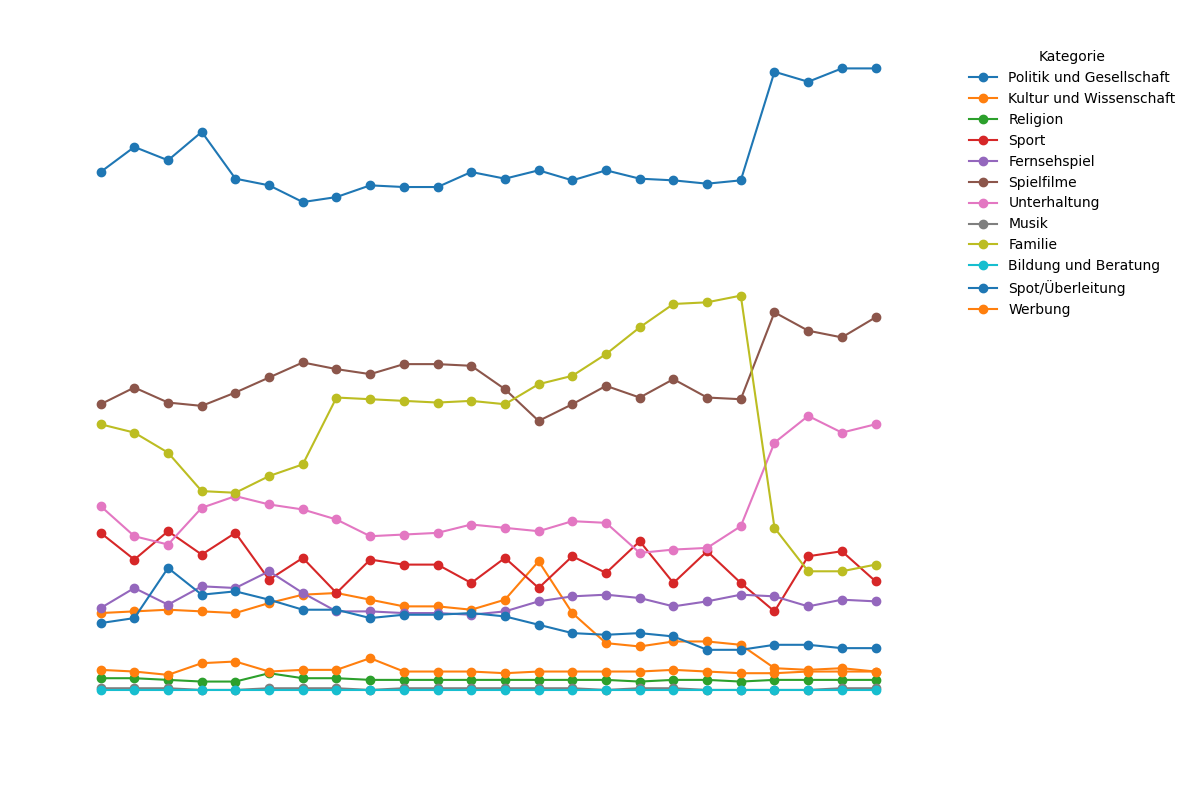 Kategorie
Politik und Gesellschaft
Kultur und Wissenschaft
Religion
Sport
Fernsehspiel
Spielfilme
Unterhaltung
Musik
Familie
Bildung und Beratung
Spot/Überleitung
Werbung